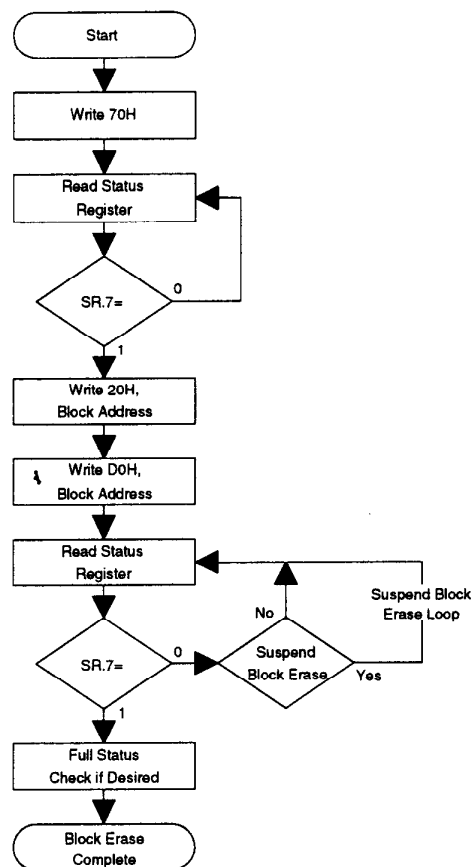 Start
Write 70H
Read Status
Register
SR.7=
0
1
Write 20H,
Block Address
Write D0H,
Block Address
Read Status
Register
SR.7=
0
1
Suspend
Block Erase
No
Yes
Suspend Block
Erase Loop
Full Status
Check if Desired
Block Erase
Complete